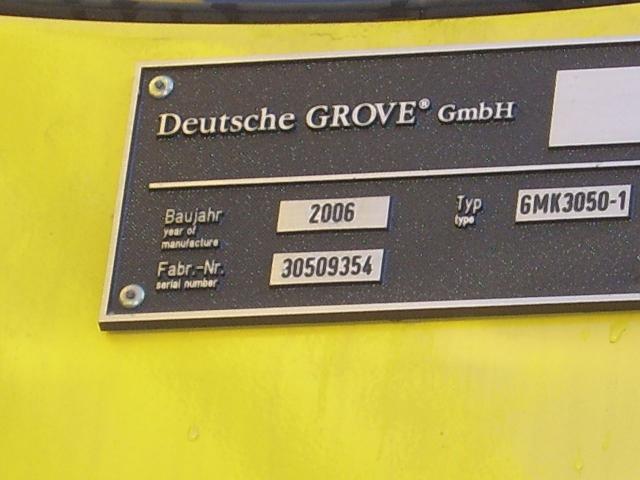 Deutsche GROVE® GmbH
Baujahr
year of
manufacture
2006
Typ
type
GMK3050-1
Fabr.-Nr.
serial number
30509354